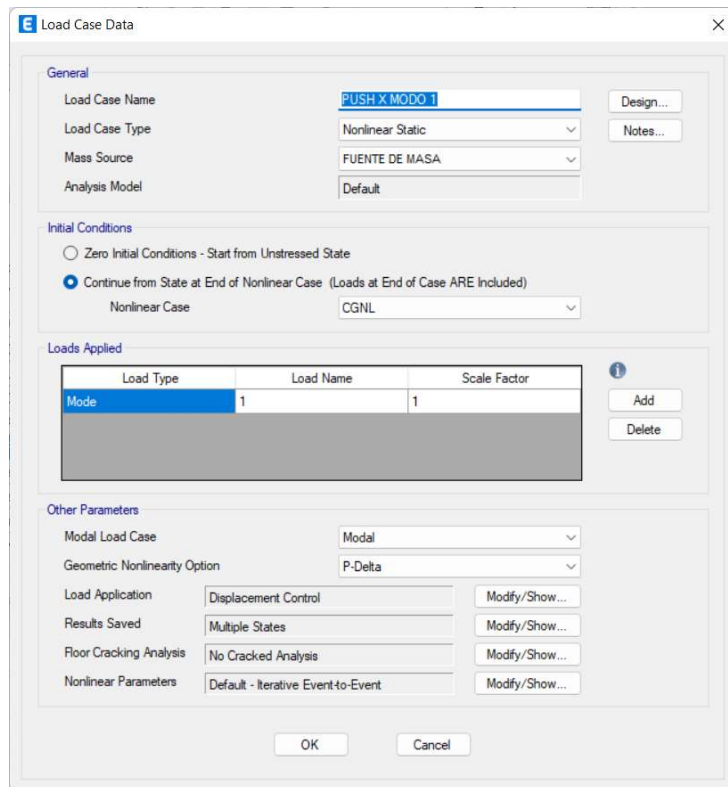 E Load Case Data
General
Load Case Name PUSH X MODO 1 Design...
Load Case Type Nonlinear Static Notes...
Mass Source FUENTE DE MASA
Analysis Model Default
Initial Conditions
Zero Initial Conditions - Start from Unstressed State
Continue from State at End of Nonlinear Case (Loads at End of Case ARE Included)
Nonlinear Case CGNL
Loads Applied
Load Type Load Name Scale Factor
Mode 1 1 Add
Delete
Other Parameters
Modal Load Case Modal
Geometric Nonlinearity Option P-Delta
Load Application Displacement Control Modify/Show...
Results Saved Multiple States Modify/Show...
Floor Cracking Analysis No Cracked Analysis Modify/Show...
Nonlinear Parameters Default - Iterative Event-to-Event Modify/Show...
OK Cancel